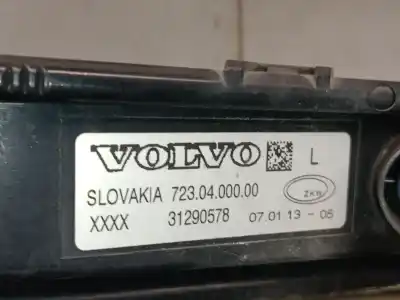 VOLVO L
SLOVAKIA 723.04.000.00 ZKW
XXXX 31290578 07.01 13 - 05